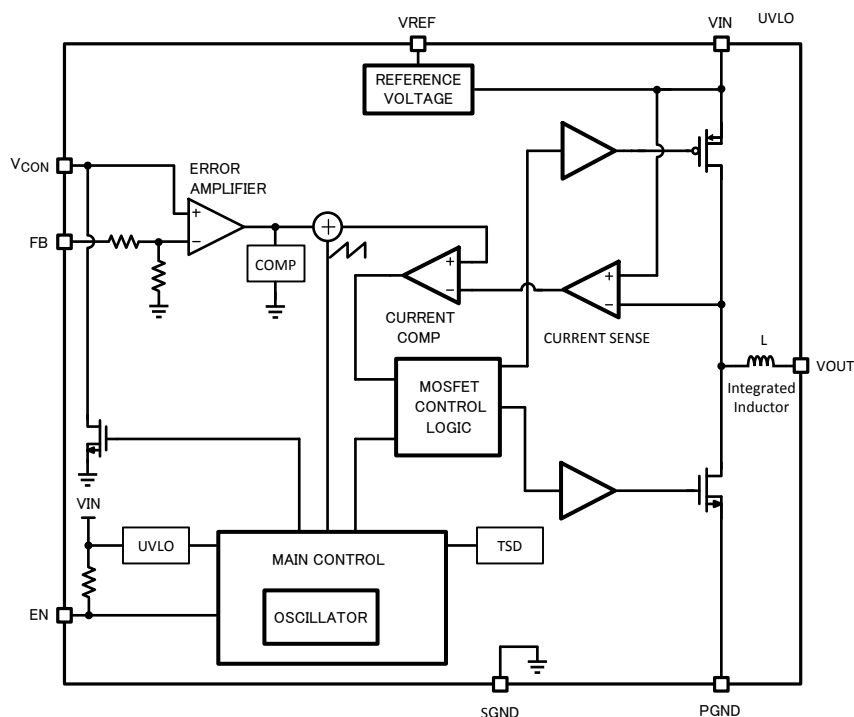 VREF
VIN
UVLO
REFERENCE
VOLTAGE
VCON
ERROR
AMPLIFIER
+
−
FB
COMP
+
+
−
CURRENT
COMP
+
−
CURRENT SENSE
L
VOUT
Integrated
Inductor
MOSFET
CONTROL
LOGIC
VIN
UVLO
MAIN CONTROL
TSD
OSCILLATOR
EN
SGND
PGND